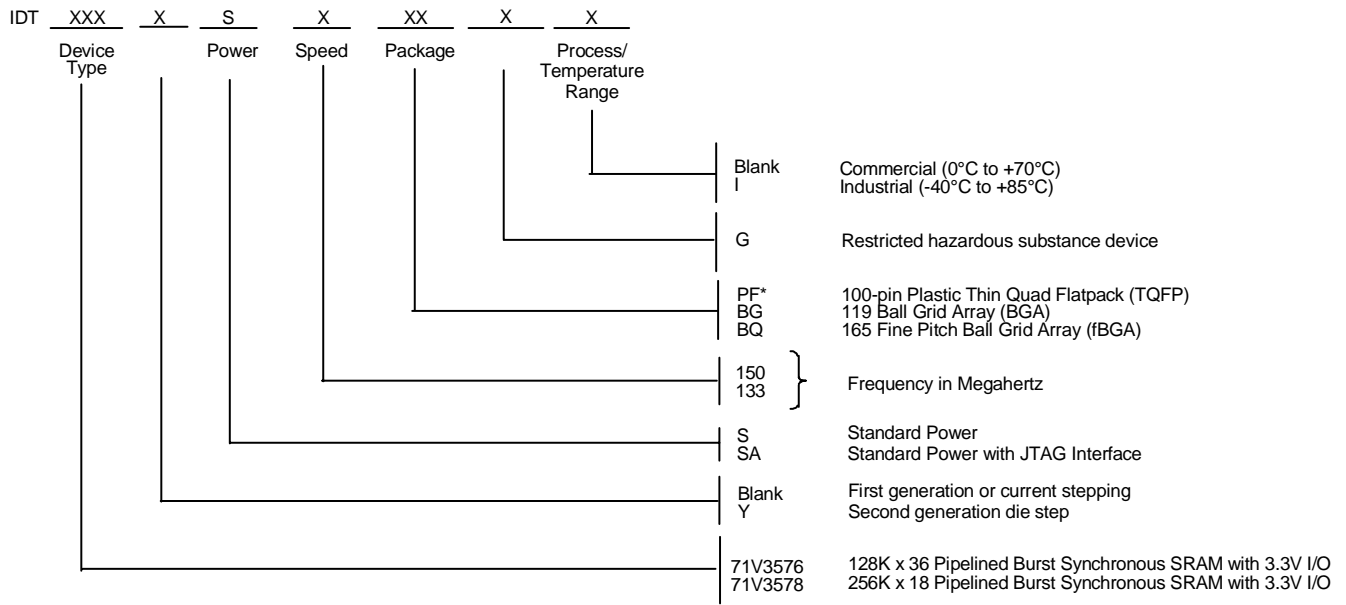 IDT XXX X S X XX X X
Device Type Power Speed Package Process/ Temperature Range
Blank Commercial (0°C to +70°C)
I Industrial (-40°C to +85°C)
G Restricted hazardous substance device
PF* 100-pin Plastic Thin Quad Flatpack (TQFP)
BG 119 Ball Grid Array (BGA)
BQ 165 Fine Pitch Ball Grid Array (fBGA)
150
133
Frequency in Megahertz
S Standard Power
SA Standard Power with JTAG Interface
Blank First generation or current stepping
Y Second generation die step
71V3576 128K x 36 Pipelined Burst Synchronous SRAM with 3.3V I/O
71V3578 256K x 18 Pipelined Burst Synchronous SRAM with 3.3V I/O